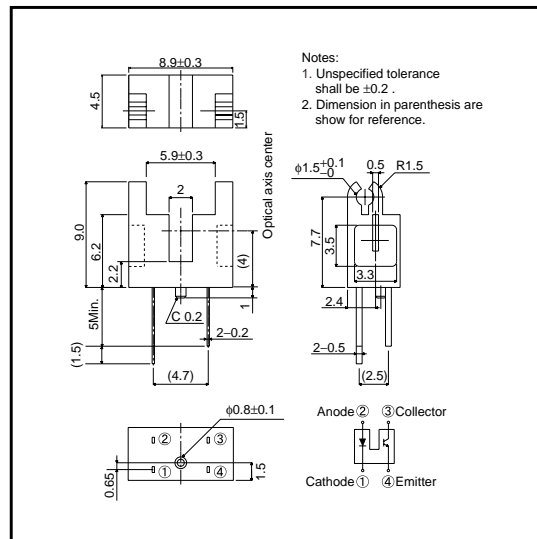 8.9±0.3
4.5
1.5
Notes:
1. Unspecified tolerance
shall be ±0.2 .
2. Dimension in parenthesis are
show for reference.
5.9±0.3
2
Optical axis center
9.0
6.2
2.2
(4)
1
5Min.
(1.5)
C 0.2
2−0.2
(4.7)
ϕ1.5+0.1−0
0.5
R1.5
7.7
3.5
3.3
2.4
2−0.5
(2.5)
ϕ0.8±0.1
②
③
①
④
0.65
1.5
Anode② ③Collector
Cathode① ④Emitter